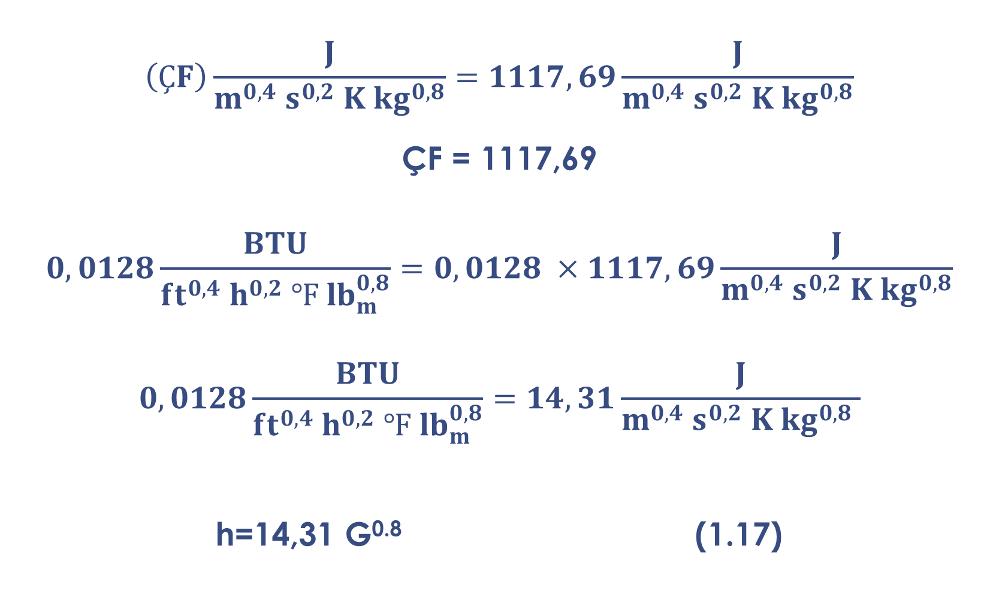 (ÇF) J / m^0,4 s^0,2 K kg^0,8 = 1117,69 J / m^0,4 s^0,2 K kg^0,8
ÇF = 1117,69
0,0128 BTU / ft^0,4 h^0,2 °F lb_m^0,8 = 0,0128 × 1117,69 J / m^0,4 s^0,2 K kg^0,8
0,0128 BTU / ft^0,4 h^0,2 °F lb_m^0,8 = 14,31 J / m^0,4 s^0,2 K kg^0,8
h=14,31 G^0.8 (1.17)